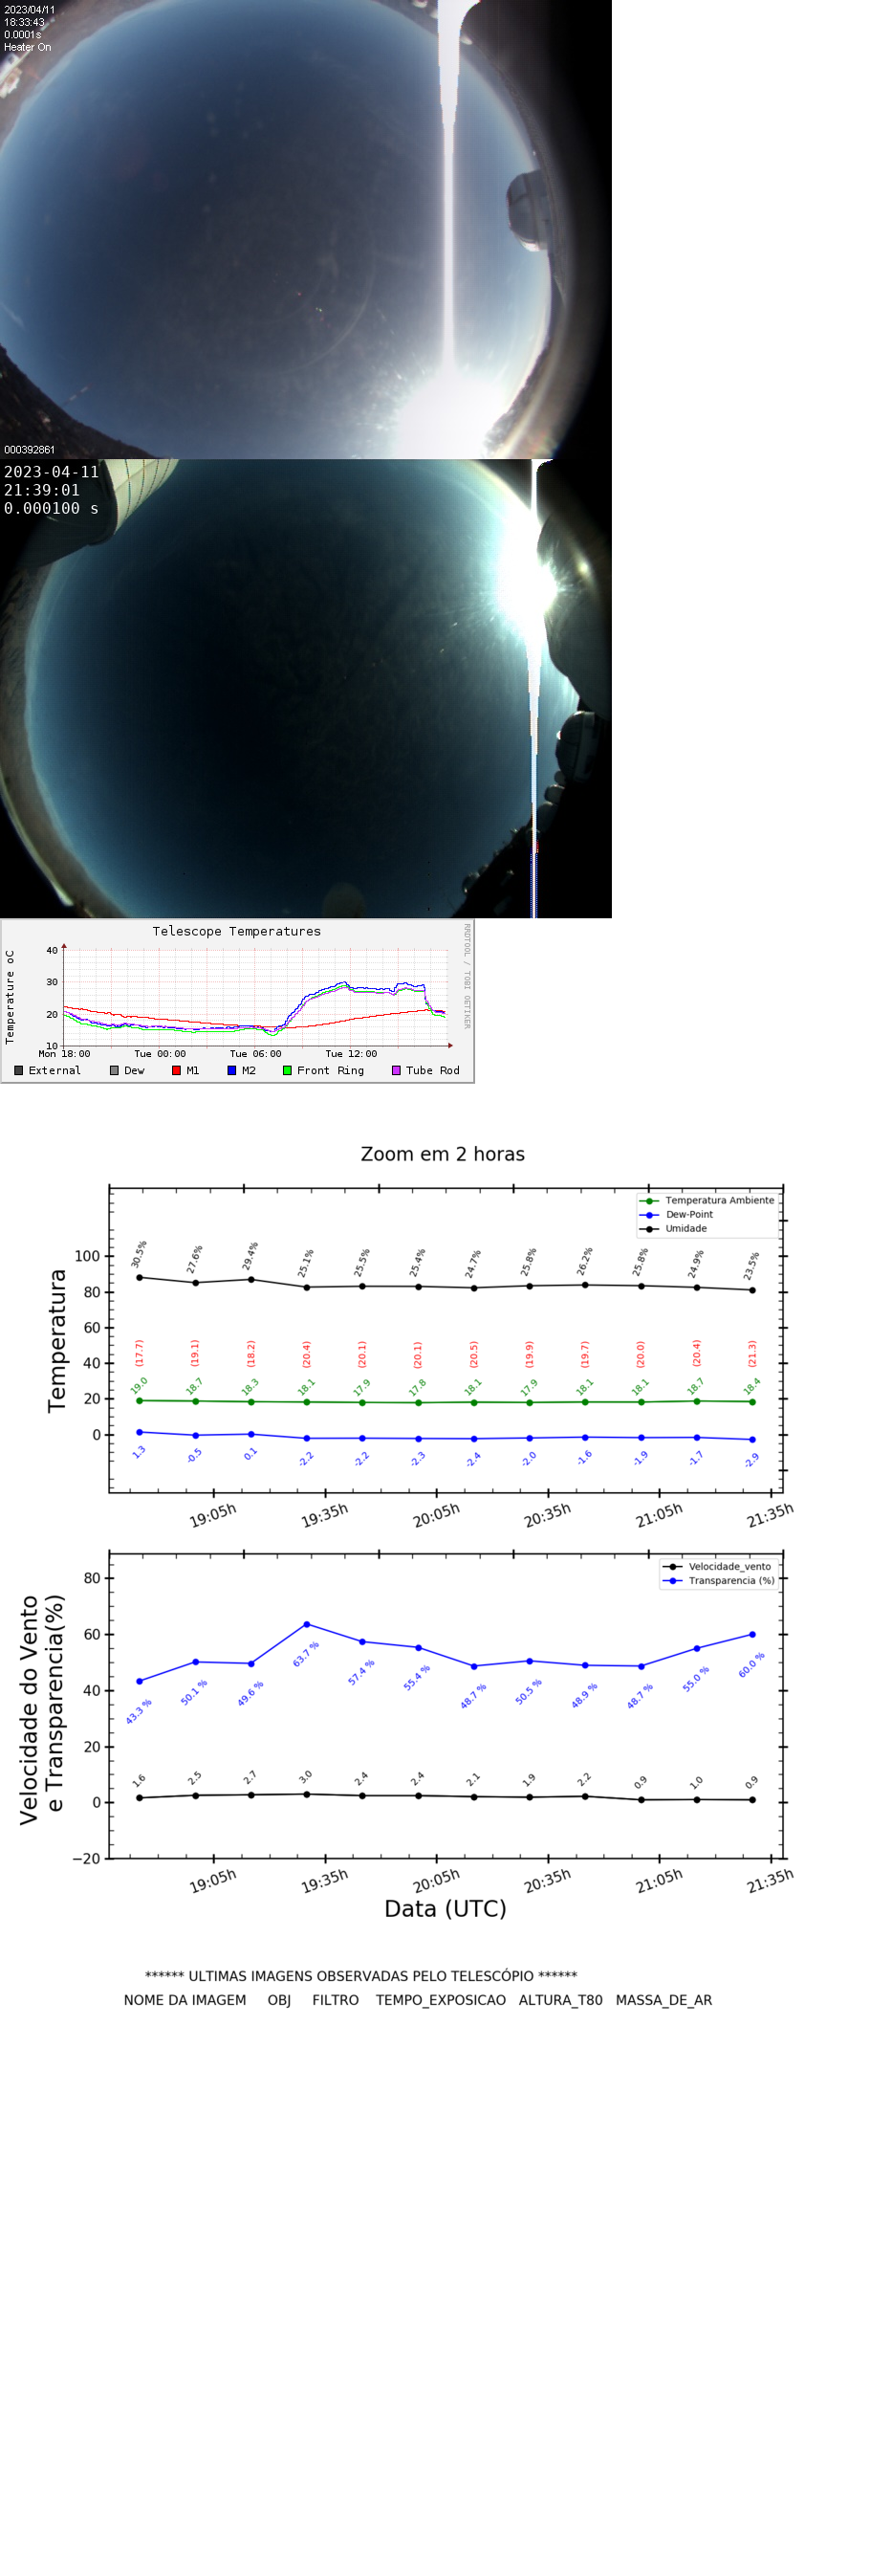 2023/04/11
18:33:43
0.0001s
Heater On
000392861
2023-04-11
21:39:01
0.000100 s
Telescope Temperatures
RRDTOOL / TOBI OETIKER
Temperature oC
40
30
20
10
Mon 18:00 Tue 00:00 Tue 06:00 Tue 12:00
External Dew M1 M2 Front Ring Tube Rod
Zoom em 2 horas
Temperatura Ambiente
Dew-Point
Umidade
Temperatura
100
80
60
40
20
0
30.5% 27.6% 29.4% 25.1% 25.5% 25.4% 24.7% 25.8% 26.2% 25.8% 24.9% 23.5%
(17.7) (19.1) (18.2) (20.4) (20.1) (20.1) (20.5) (19.9) (19.7) (20.0) (20.4) (21.3)
19.0 18.7 18.3 18.1 17.9 17.8 18.1 17.9 18.1 18.1 18.7 18.4
1.3 -0.5 0.1 -2.2 -2.2 -2.3 -2.4 -2.0 -1.6 -1.9 -1.7 -2.9
19:05h 19:35h 20:05h 20:35h 21:05h 21:35h
Velocidade_vento
Transparencia (%)
Velocidade do Vento
e Transparencia(%)
80
60
40
20
0
−20
43.3 % 50.1 % 49.6 % 63.7 % 57.4 % 55.4 % 48.7 % 50.5 % 48.9 % 48.7 % 55.0 % 60.0 %
1.6 2.5 2.7 3.0 2.4 2.4 2.1 1.9 2.2 0.9 1.0 0.9
19:05h 19:35h 20:05h 20:35h 21:05h 21:35h
Data (UTC)
****** ULTIMAS IMAGENS OBSERVADAS PELO TELESCÓPIO ******
NOME DA IMAGEM OBJ FILTRO TEMPO_EXPOSICAO ALTURA_T80 MASSA_DE_AR